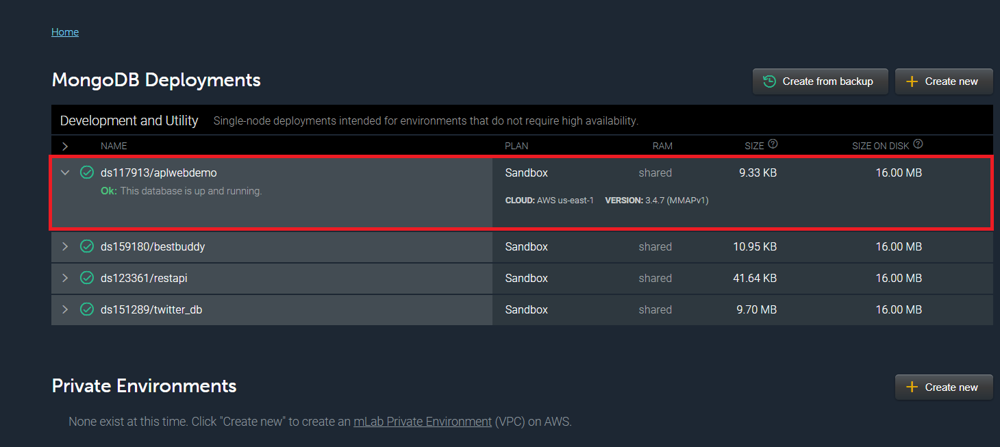 Home
MongoDB Deployments
Create from backup
Create new
Development and Utility Single-node deployments intended for environments that do not require high availability.
NAME PLAN RAM SIZE SIZE ON DISK
ds117913/aplwebdemo Sandbox shared 9.33 KB 16.00 MB
Ok: This database is up and running.
CLOUD: AWS us-east-1 VERSION: 3.4.7 (MMAPv1)
ds159180/bestbuddy Sandbox shared 10.95 KB 16.00 MB
ds123361/restapi Sandbox shared 41.64 KB 16.00 MB
ds151289/twitter_db Sandbox shared 9.70 MB 16.00 MB
Private Environments
Create new
None exist at this time. Click "Create new" to create an mLab Private Environment (VPC) on AWS.